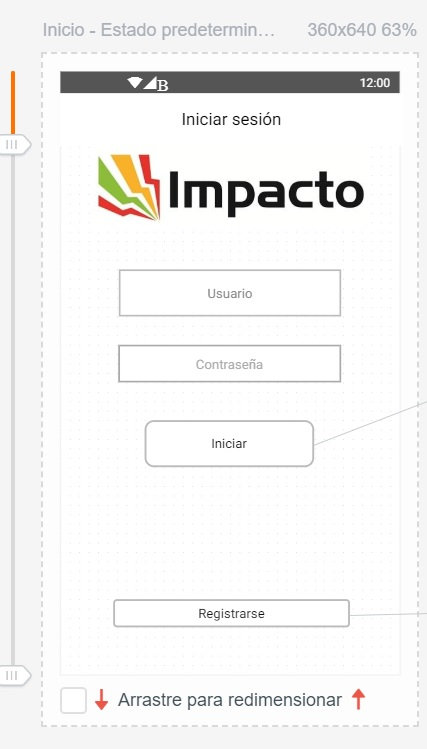 Inicio - Estado predetermin... 360x640 63%
B 12:00
Iniciar sesión
Impacto
Usuario
Contraseña
Iniciar
Registrarse
Arrastre para redimensionar